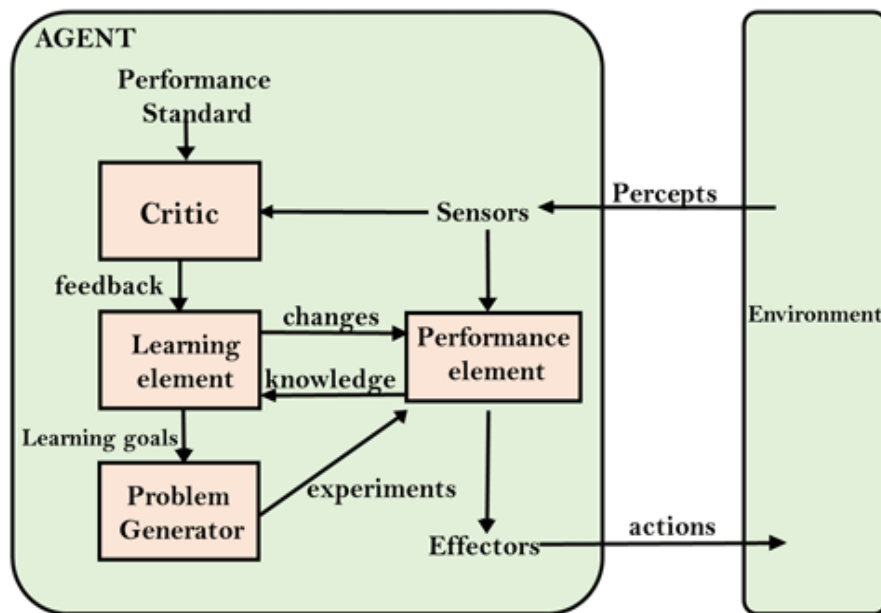 AGENT
Performance
Standard
Critic
Sensors
Percepts
feedback
changes
Learning
element
Performance
element
Environment
knowledge
Learning goals
Problem
Generator
experiments
Effectors
actions